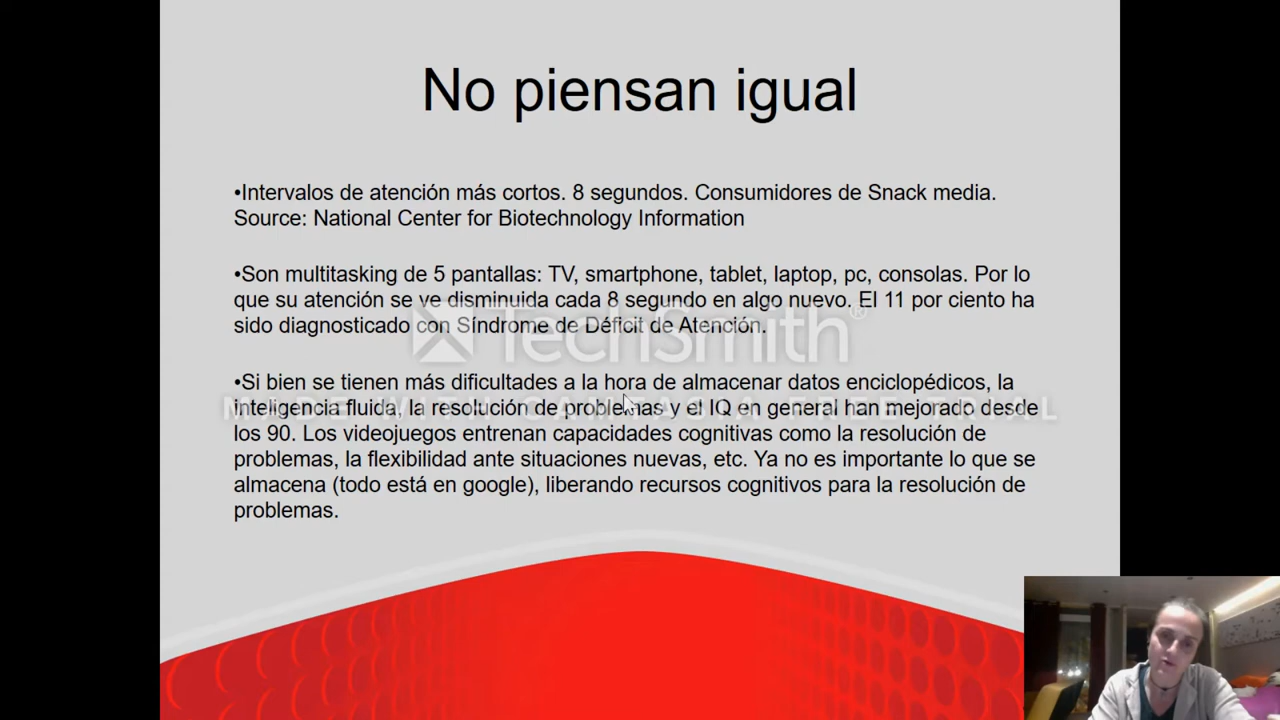 No piensan igual
•Intervalos de atención más cortos. 8 segundos. Consumidores de Snack media.
Source: National Center for Biotechnology Information
•Son multitasking de 5 pantallas: TV, smartphone, tablet, laptop, pc, consolas. Por lo
que su atención se ve disminuida cada 8 segundo en algo nuevo. El 11 por ciento ha
sido diagnosticado con Síndrome de Déficit de Atención.
TechSmith®
•Si bien se tienen más dificultades a la hora de almacenar datos enciclopédicos, la
inteligencia fluida, la resolución de problemas y el IQ en general han mejorado desde
MADE WITH CAMTASIA FREE TRIAL
los 90. Los videojuegos entrenan capacidades cognitivas como la resolución de
problemas, la flexibilidad ante situaciones nuevas, etc. Ya no es importante lo que se
almacena (todo está en google), liberando recursos cognitivos para la resolución de
problemas.